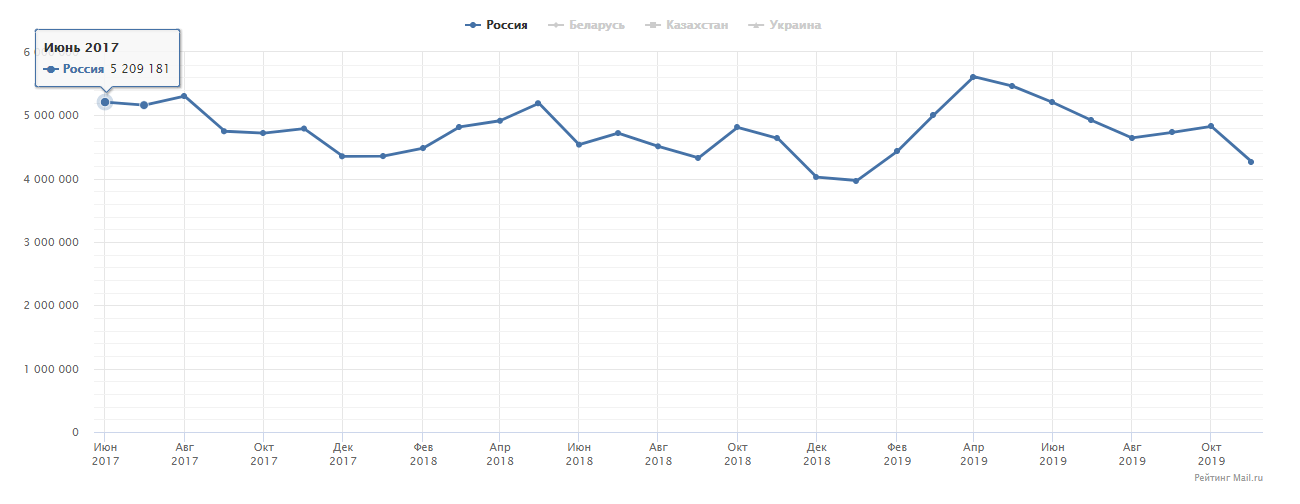 Россия Беларусь Казахстан Украина
Июнь 2017
Россия 5 209 181
5 000 000
4 000 000
3 000 000
2 000 000
1 000 000
0
Июн 2017
Авг 2017
Окт 2017
Дек 2017
Фев 2018
Апр 2018
Июн 2018
Авг 2018
Окт 2018
Дек 2018
Фев 2019
Апр 2019
Июн 2019
Авг 2019
Окт 2019
Рейтинг Mail.ru